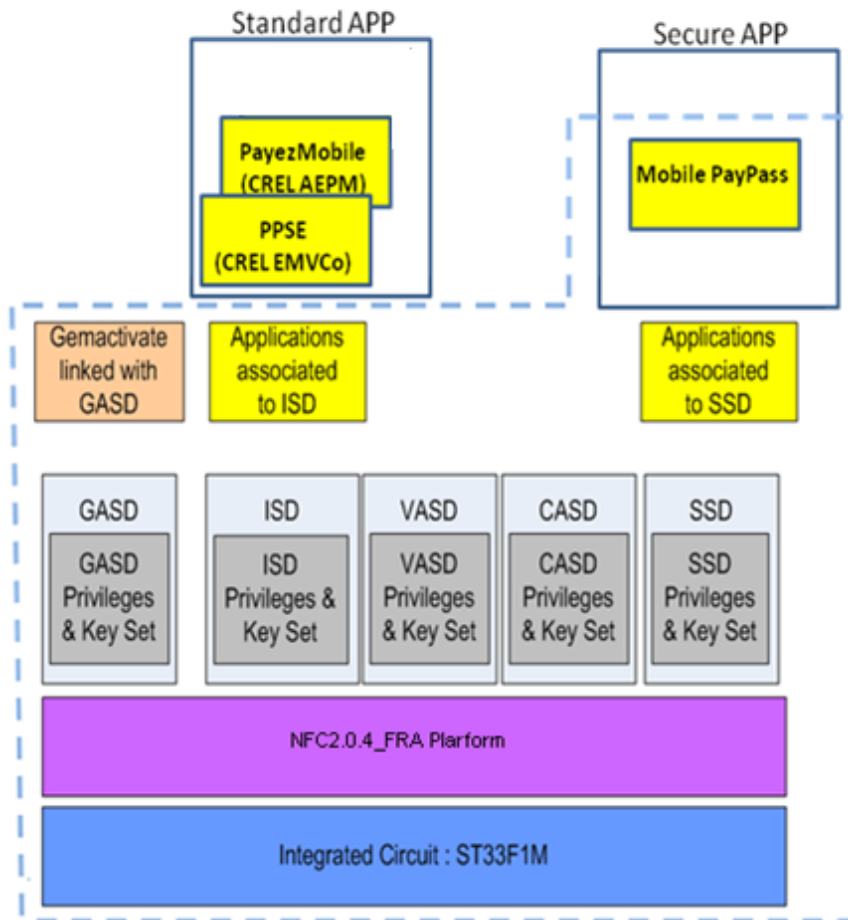 Standard APP
Secure APP
PayezMobile
(CREL AEPM)
PPSE
(CREL EMVCo)
Mobile PayPass
Gemactivate
linked with
GASD
Applications
associated
to ISD
Applications
associated
to SSD
GASD
GASD
Privileges
& Key Set
ISD
ISD
Privileges &
Key Set
VASD
VASD
Privileges
& Key Set
CASD
CASD
Privileges
& Key Set
SSD
SSD
Privileges
& Key Set
NFC2.0.4_FRA Plarform
Integrated Circuit : ST33F1M